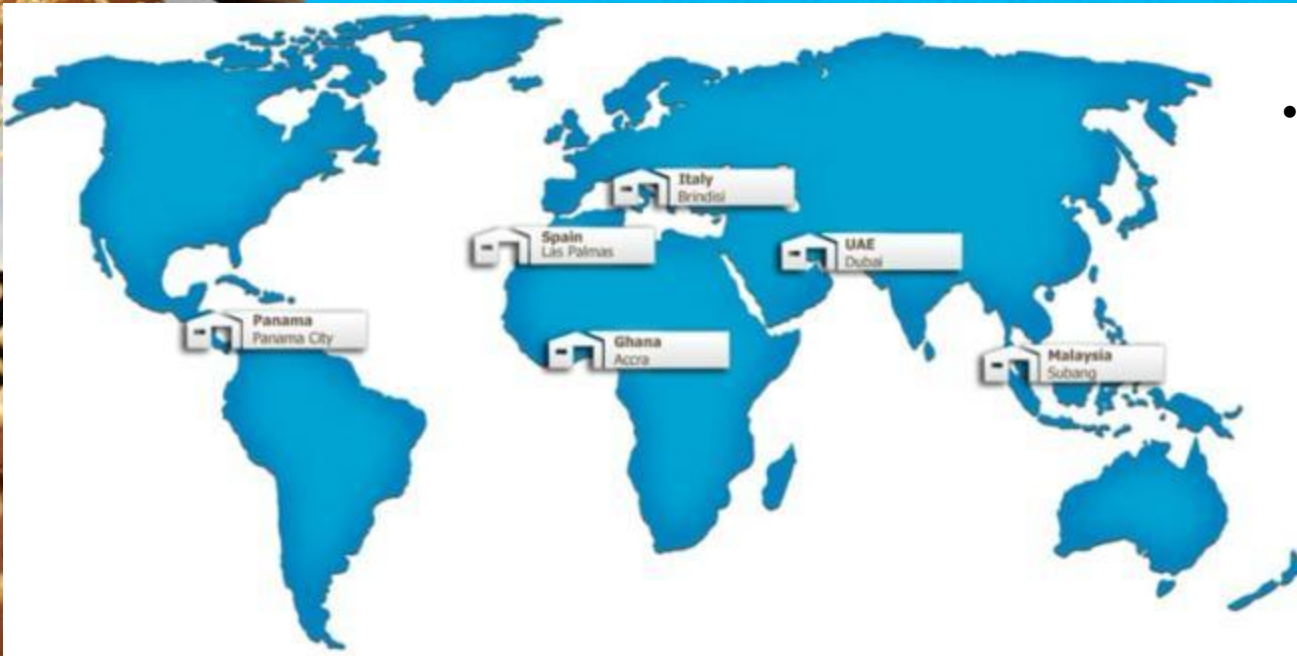 Italy
Brindisi
Spain
Las Palmas
UAE
Dubai
Panama
Panama City
Ghana
Accra
Malaysia
Subang